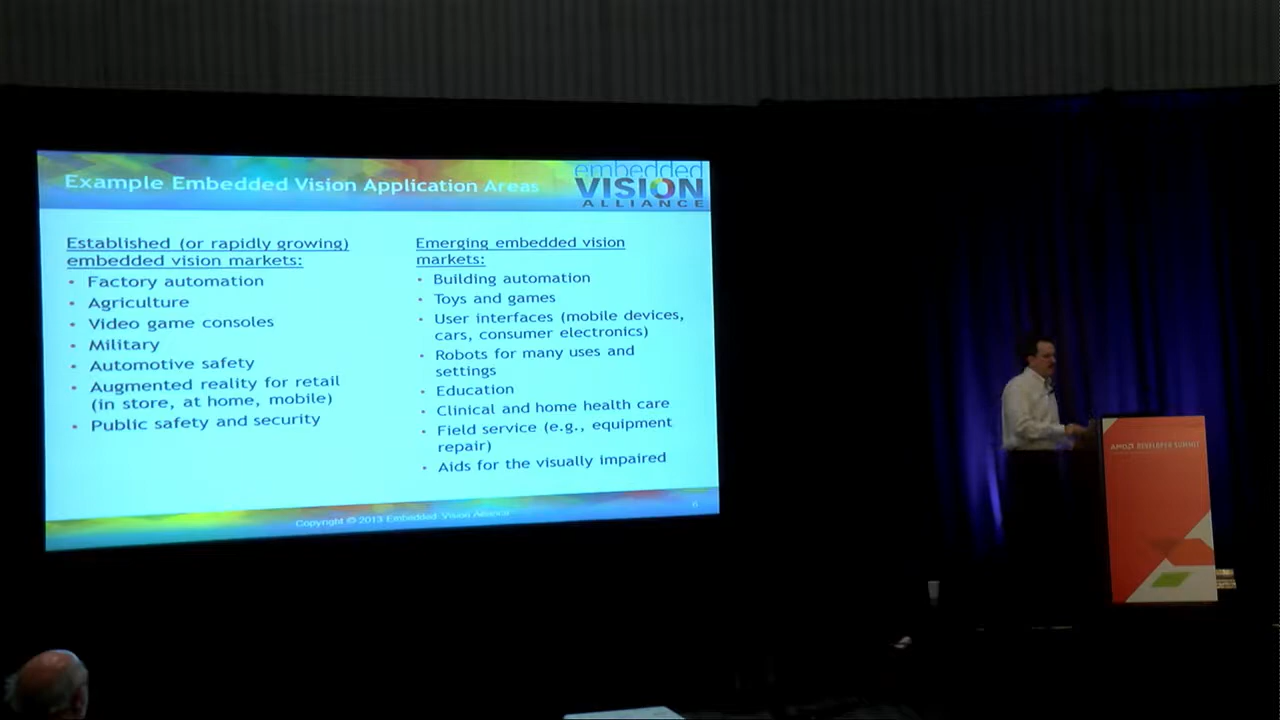 Example Embedded Vision Application Areas
embedded
VISION
ALLIANCE
Established (or rapidly growing)
embedded vision markets:
• Factory automation
• Agriculture
• Video game consoles
• Military
• Automotive safety
• Augmented reality for retail
(in store, at home, mobile)
• Public safety and security
Emerging embedded vision
markets:
• Building automation
• Toys and games
• User interfaces (mobile devices,
cars, consumer electronics)
• Robots for many uses and
settings
• Education
• Clinical and home health care
• Field service (e.g., equipment
repair)
• Aids for the visually impaired
Copyright © 2013 Embedded Vision Alliance
6
DEVELOPER SUMMIT